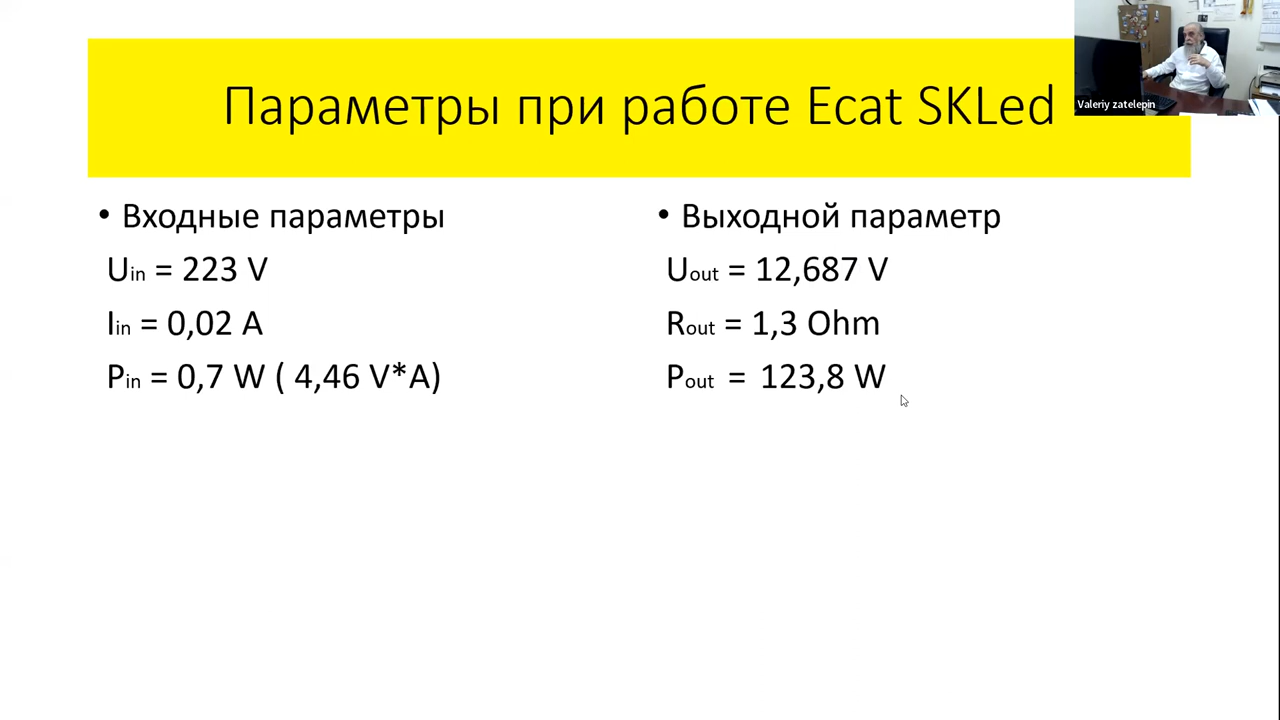 Параметры при работе Ecat SKLed
Valeriy zatelepin
• Входные параметры
Uin = 223 V
Iin = 0,02 A
Pin = 0,7 W ( 4,46 V*A)
• Выходной параметр
Uout = 12,687 V
Rout = 1,3 Ohm
Pout = 123,8 W